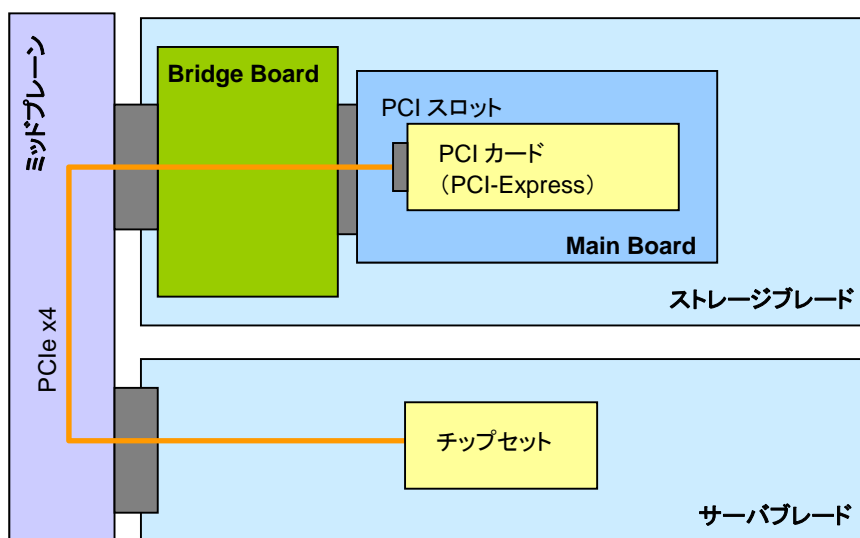 ミッドプレーン
Bridge Board
PCI スロット
PCI カード
（PCI-Express）
Main Board
ストレージブレード
PCIe x4
チップセット
サーバブレード